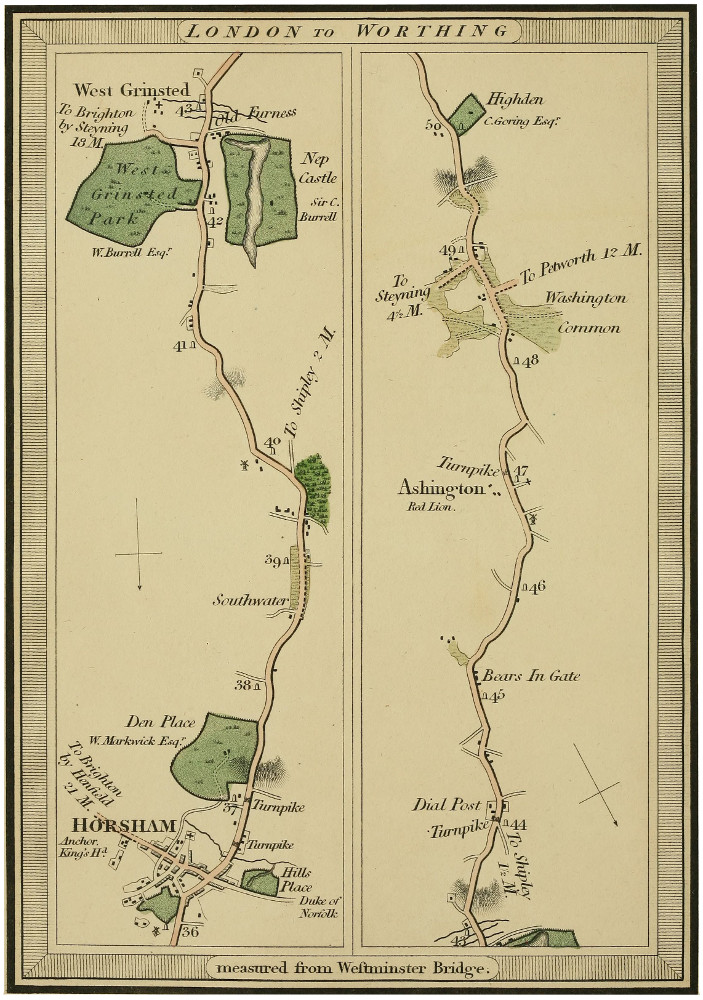 LONDON TO WORTHING
West Grinsted
To Brighton
by Steyning
18 M.
43
Old Furness
West
Grinsted
Park
W. Burrell Esqr.
Nep
Castle
Sir C.
Burrell
42
41
To Shipley 2 M.
40
39
Southwater
38
Den Place
W. Markwick Esqr.
To Brighton
by Henfield
21 M.
37
Turnpike
HORSHAM
Anchor.
King's Hd.
Turnpike
Hills
Place
Duke of
Norfolk
36
Highden
C. Goring Esqr.
50
49
To
Steyning
4½ M.
To Petworth 12 M.
Washington
Common
48
Turnpike
47
Ashington
Red Lion.
46
Bears In Gate
45
Dial Post
Turnpike
44
To Shipley
1½ M.
43
measured from Weſtminster Bridge.